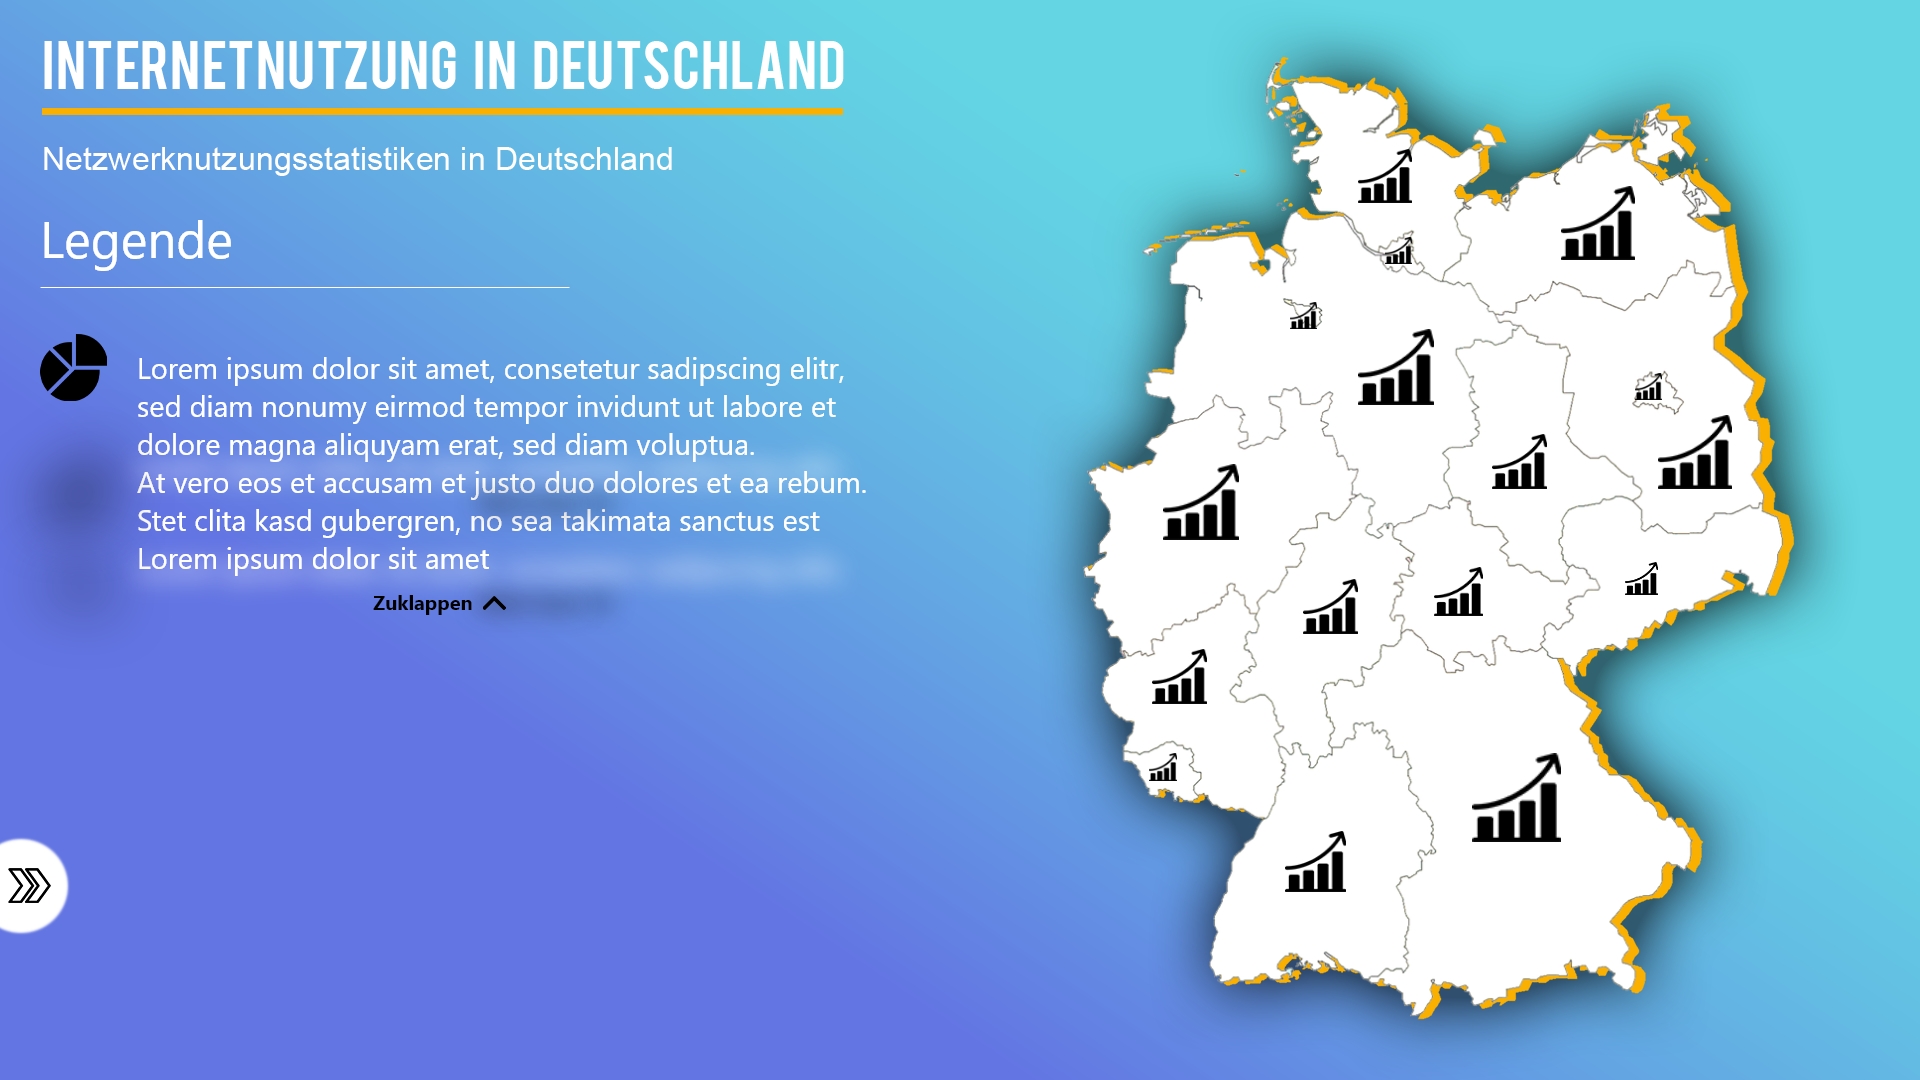 INTERNETNUTZUNG IN DEUTSCHLAND
Netzwerknutzungsstatistiken in Deutschland
Legende
Lorem ipsum dolor sit amet, consetetur sadipscing elitr,
sed diam nonumy eirmod tempor invidunt ut labore et
dolore magna aliquyam erat, sed diam voluptua.
At vero eos et accusam et justo duo dolores et ea rebum.
Stet clita kasd gubergren, no sea takimata sanctus est
Lorem ipsum dolor sit amet
Zuklappen